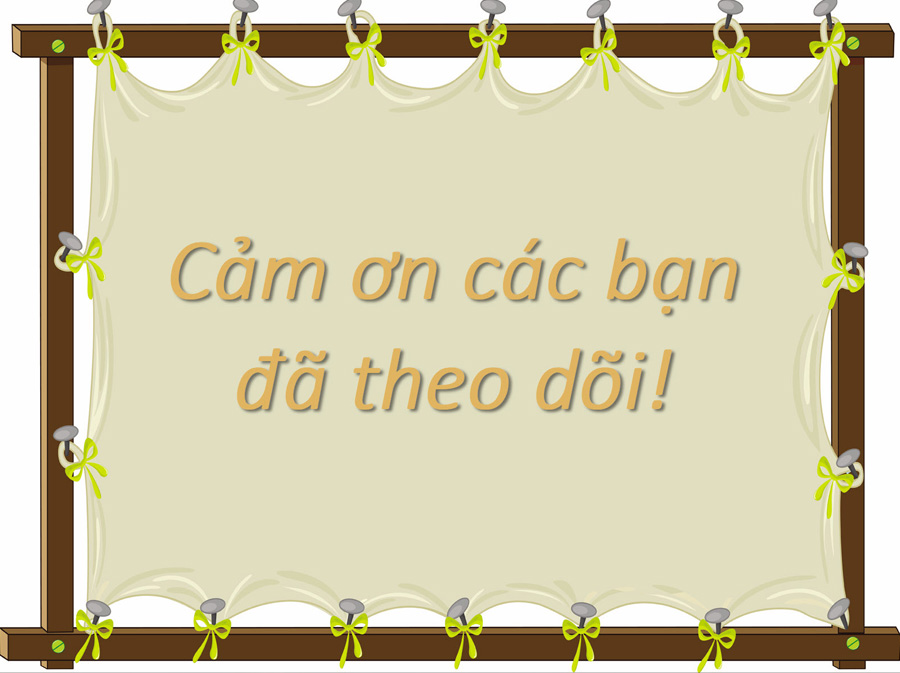 Cảm ơn các bạn
đã theo dõi!